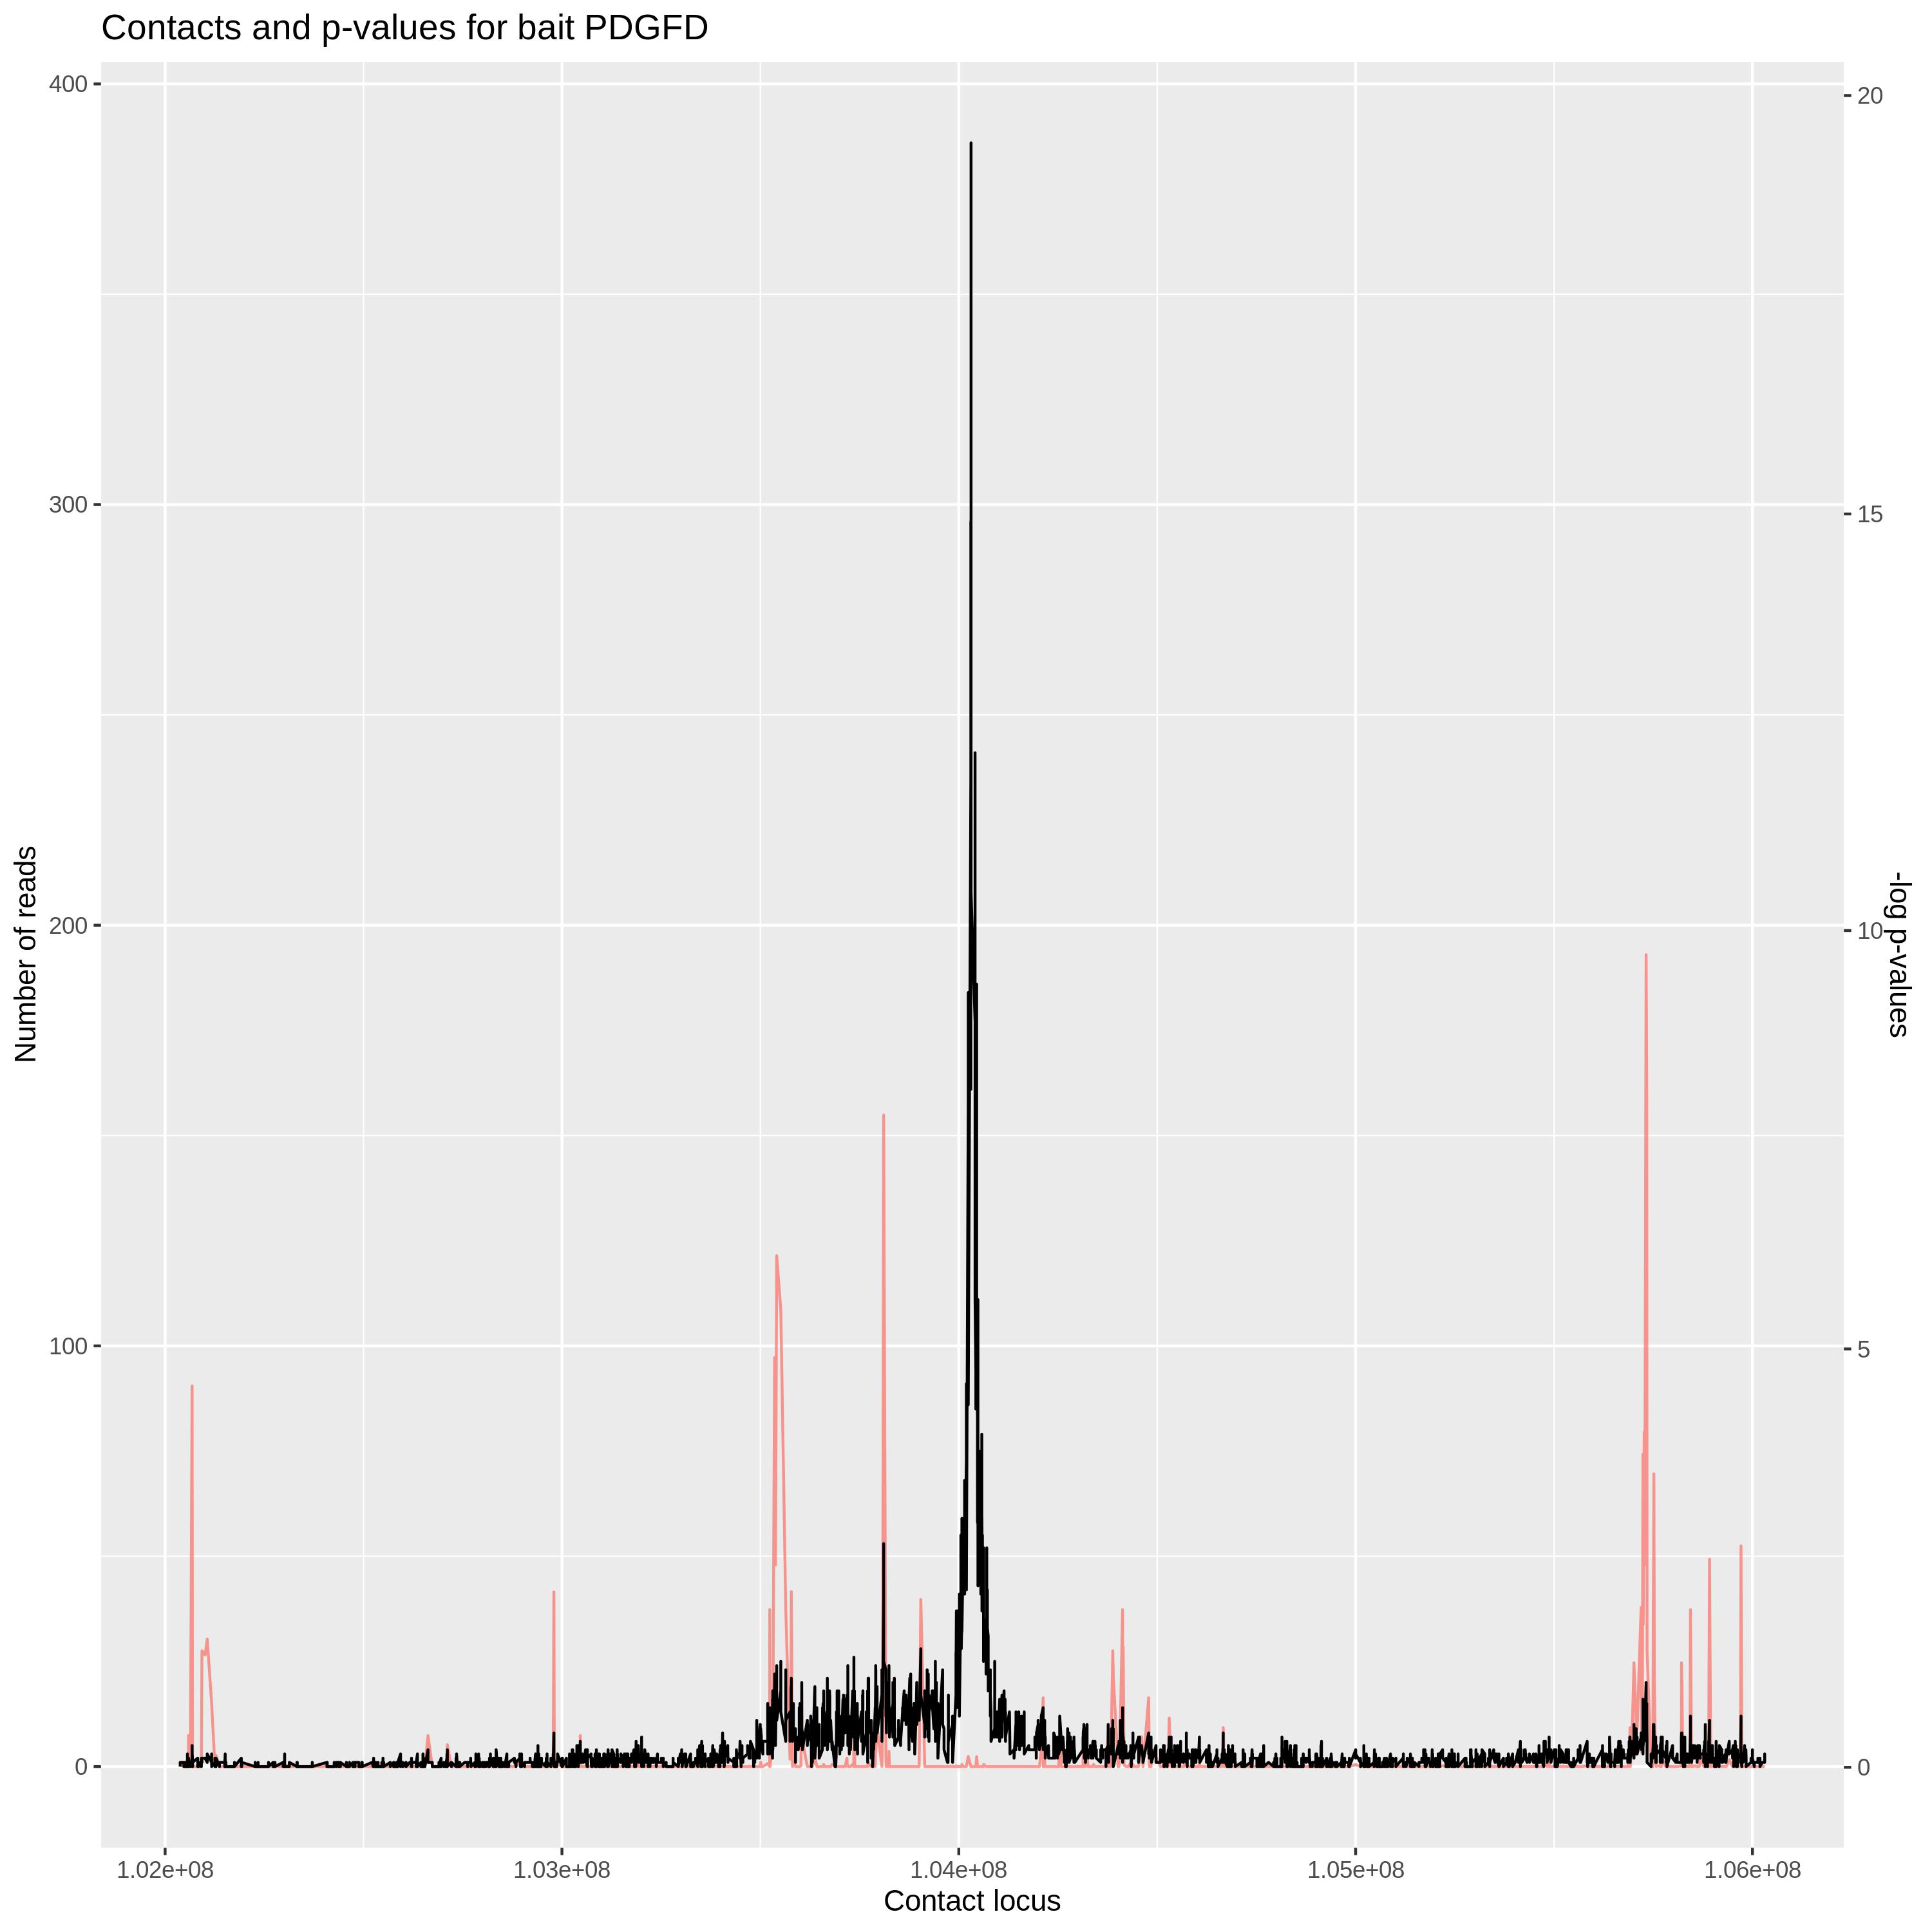 Contacts and p-values for bait PDGFD
400
300
200
100
0
Number of reads
20
15
10
5
0
-log p-values
1.02e+08
1.03e+08
1.04e+08
1.05e+08
1.06e+08
Contact locus